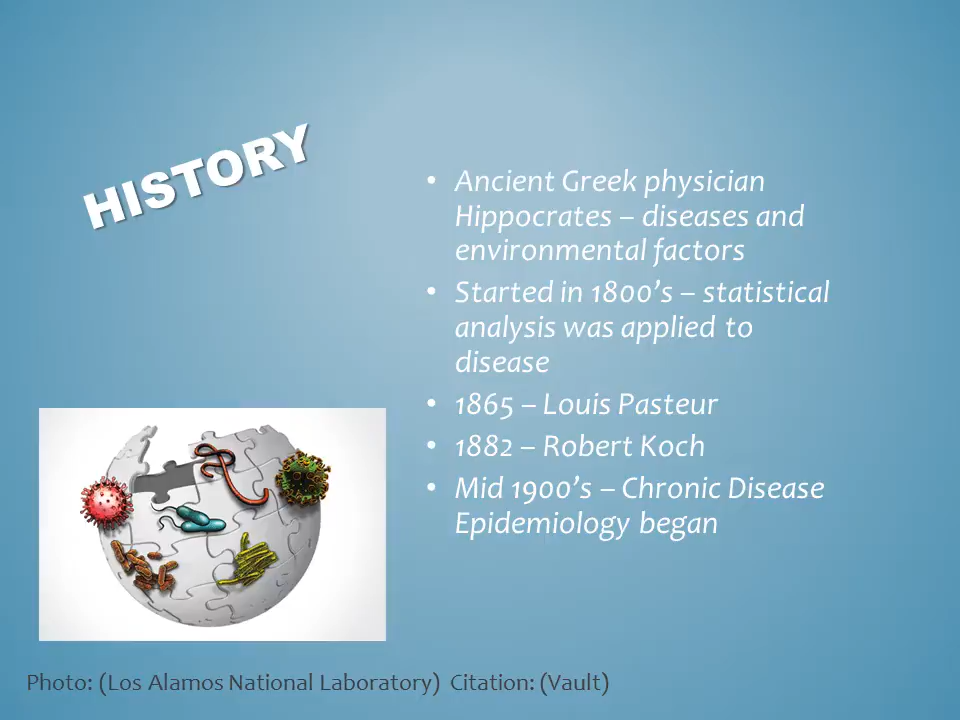 HISTORY
• Ancient Greek physician
Hippocrates – diseases and
environmental factors
• Started in 1800’s – statistical
analysis was applied to
disease
• 1865 – Louis Pasteur
• 1882 – Robert Koch
• Mid 1900’s – Chronic Disease
Epidemiology began
Photo: (Los Alamos National Laboratory) Citation: (Vault)